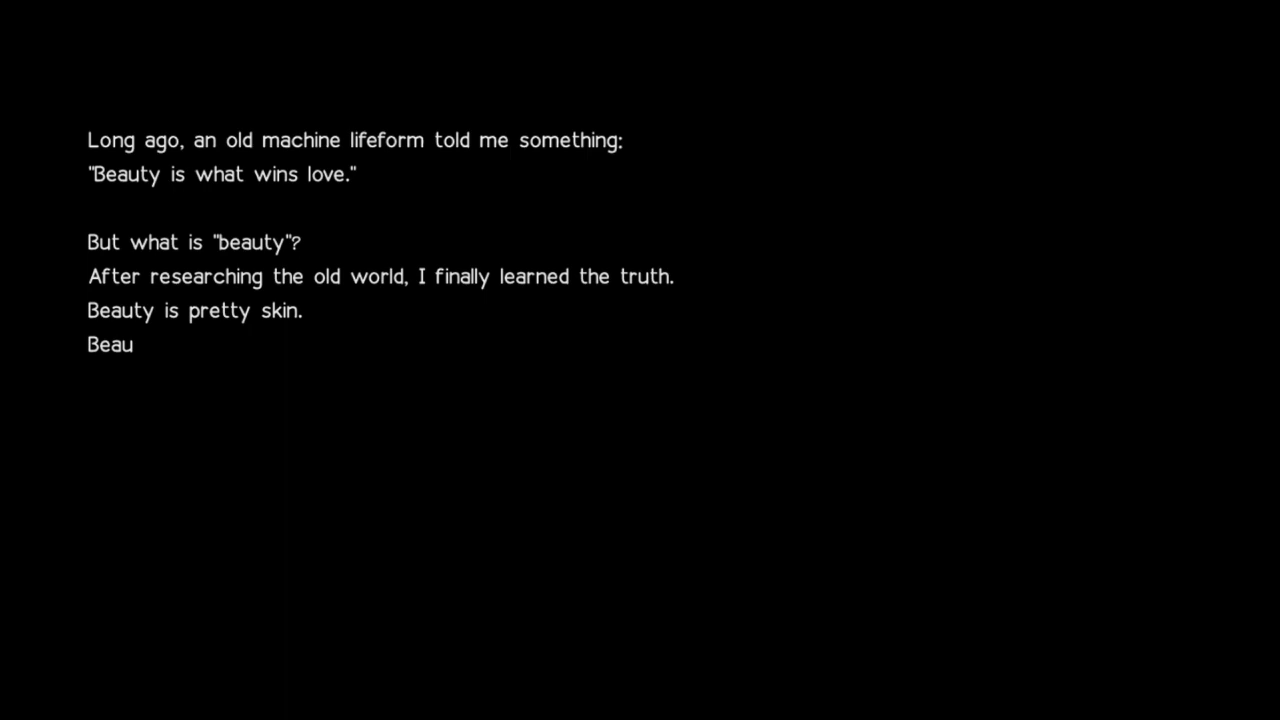 Long ago, an old machine lifeform told me something:
"Beauty is what wins love."
But what is "beauty"?
After researching the old world, I finally learned the truth.
Beauty is pretty skin.
Beau